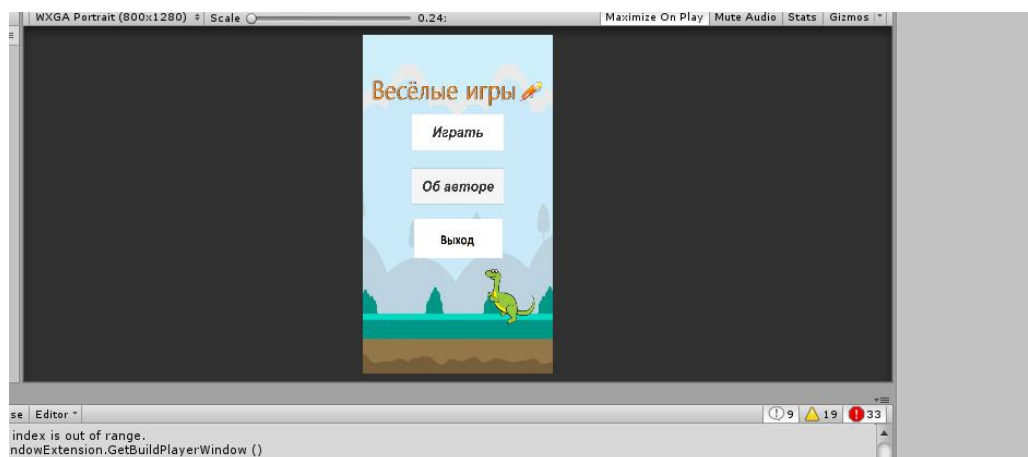 WXGA Portrait (800x1280) Scale 0.24: Maximize On Play Mute Audio Stats Gizmos
Весёлые игры
Играть
Об авторе
Выход
se Editor 9 19 33
index is out of range.
ndowExtension.GetBuildPlayerWindow ()